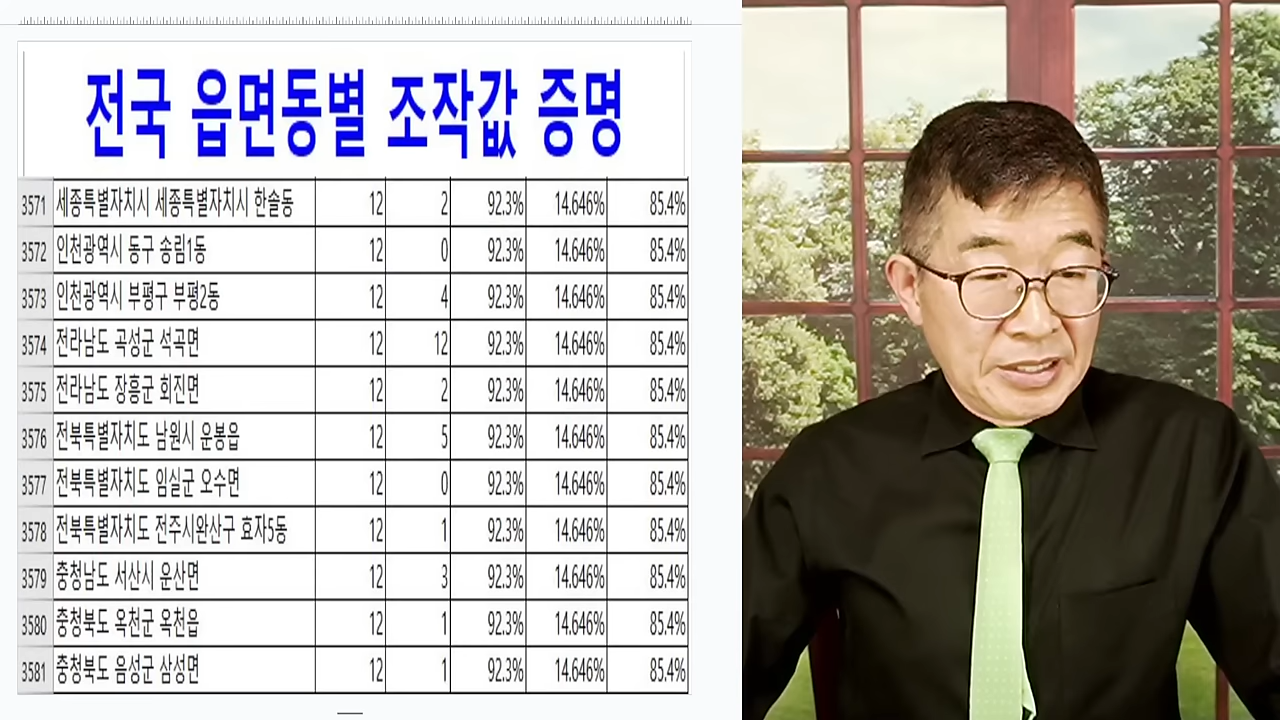 전국 읍면동별 조작값 증명
3571 세종특별자치시 세종특별자치시 한솔동 12 2 92.3% 14.646% 85.4%
3572 인천광역시 동구 송림1동 12 0 92.3% 14.646% 85.4%
3573 인천광역시 부평구 부평2동 12 4 92.3% 14.646% 85.4%
3574 전라남도 곡성군 석곡면 12 12 92.3% 14.646% 85.4%
3575 전라남도 장흥군 회진면 12 2 92.3% 14.646% 85.4%
3576 전북특별자치도 남원시 운봉읍 12 5 92.3% 14.646% 85.4%
3577 전북특별자치도 임실군 오수면 12 0 92.3% 14.646% 85.4%
3578 전북특별자치도 전주시완산구 효자5동 12 1 92.3% 14.646% 85.4%
3579 충청남도 서산시 운산면 12 3 92.3% 14.646% 85.4%
3580 충청북도 옥천군 옥천읍 12 1 92.3% 14.646% 85.4%
3581 충청북도 음성군 삼성면 12 1 92.3% 14.646% 85.4%